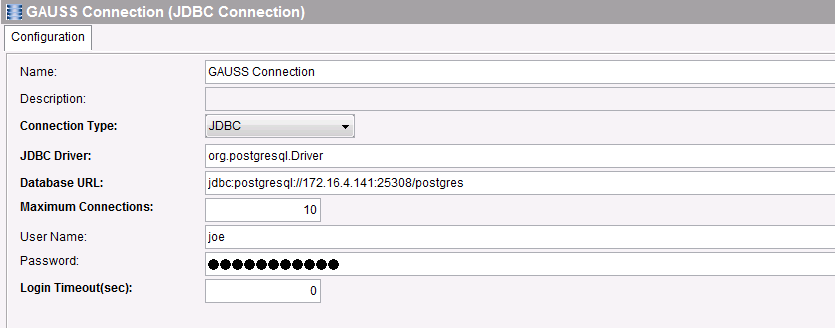 GAUSS Connection (JDBC Connection)
Configuration
Name: GAUSS Connection
Description:
Connection Type: JDBC
JDBC Driver: org.postgresql.Driver
Database URL: jdbc:postgresql://172.16.4.141:25308/postgres
Maximum Connections: 10
User Name: joe
Password: ●●●●●●●●●●●
Login Timeout(sec): 0